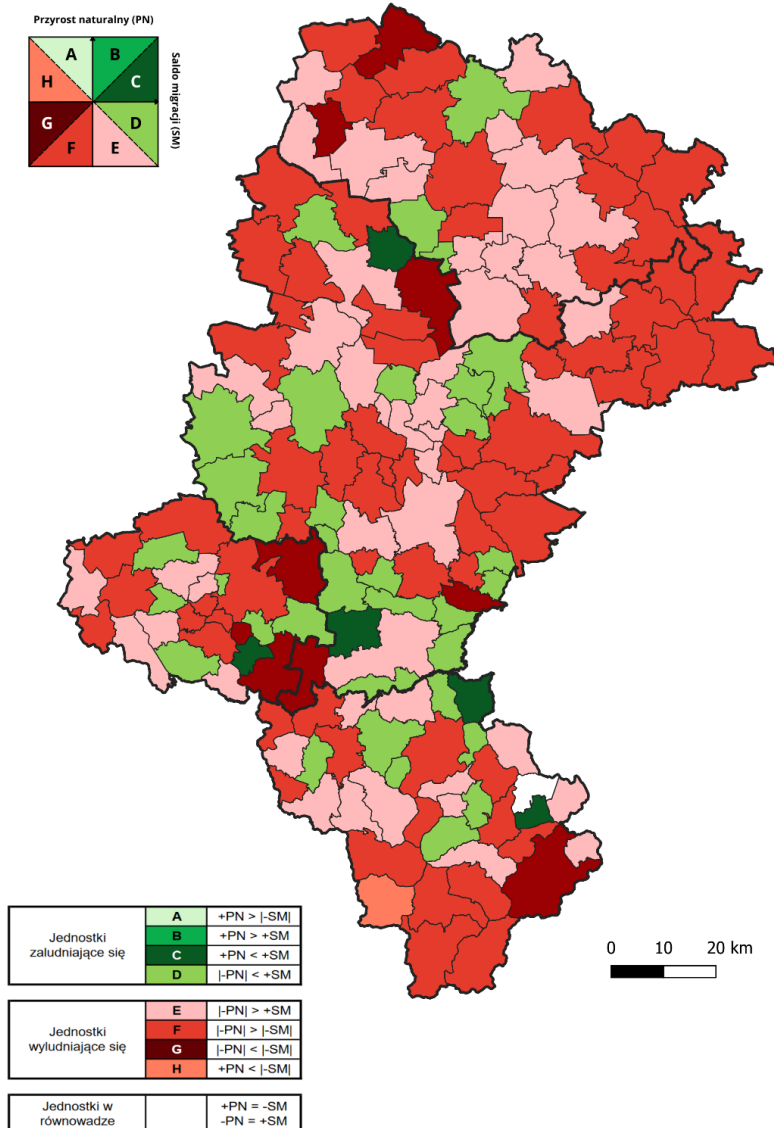 Przyrost naturalny (PN)
A
B
Saldo migracji (SM)
H
C
G
D
F
E
0 10 20 km
Jednostki
zaludniające się
A +PN > |-SM|
B +PN > +SM
C +PN < +SM
D |-PN| < +SM
Jednostki
wyludniające się
E |-PN| > +SM
F |-PN| > |-SM|
G |-PN| < |-SM|
H +PN < |-SM|
Jednostki w
równowadze
+PN = -SM
-PN = +SM